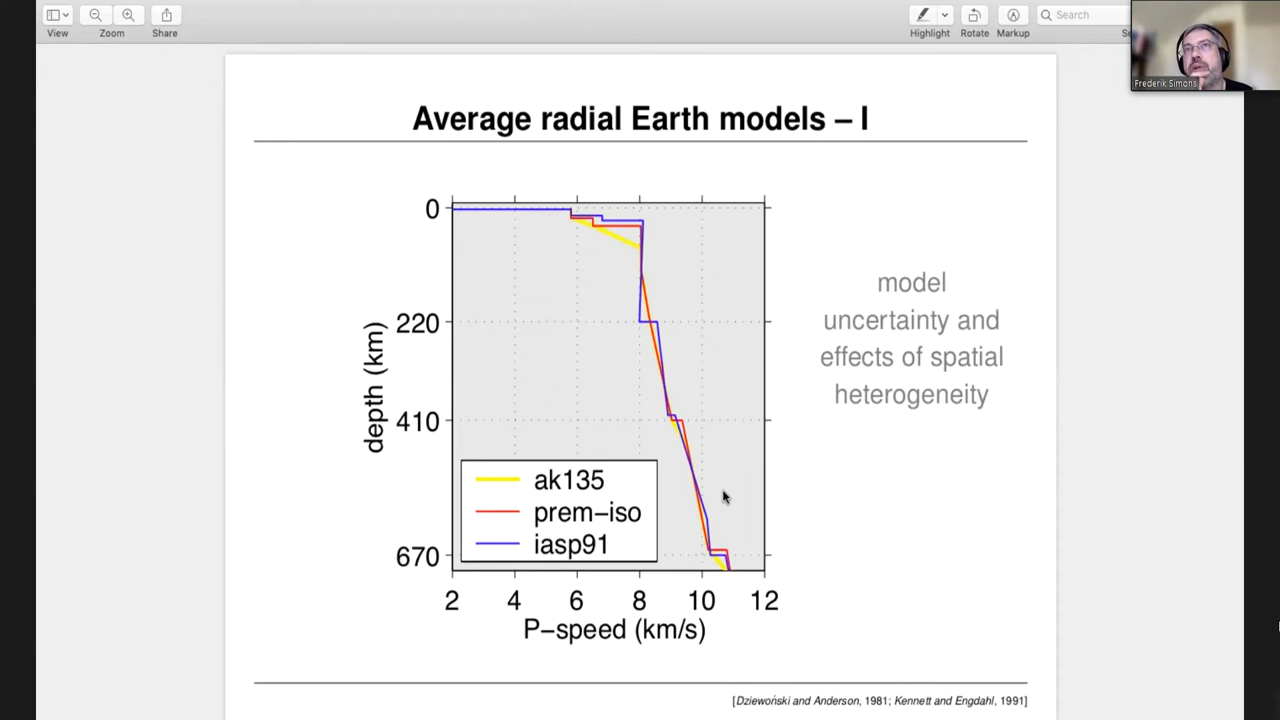 View
Zoom
Share
Highlight
Rotate
Markup
Search
Frederik Simons
Average radial Earth models – I
0
220
410
670
depth (km)
2 4 6 8 10 12
P−speed (km/s)
ak135
prem−iso
iasp91
model
uncertainty and
effects of spatial
heterogeneity
[Dziewoński and Anderson, 1981; Kennett and Engdahl, 1991]